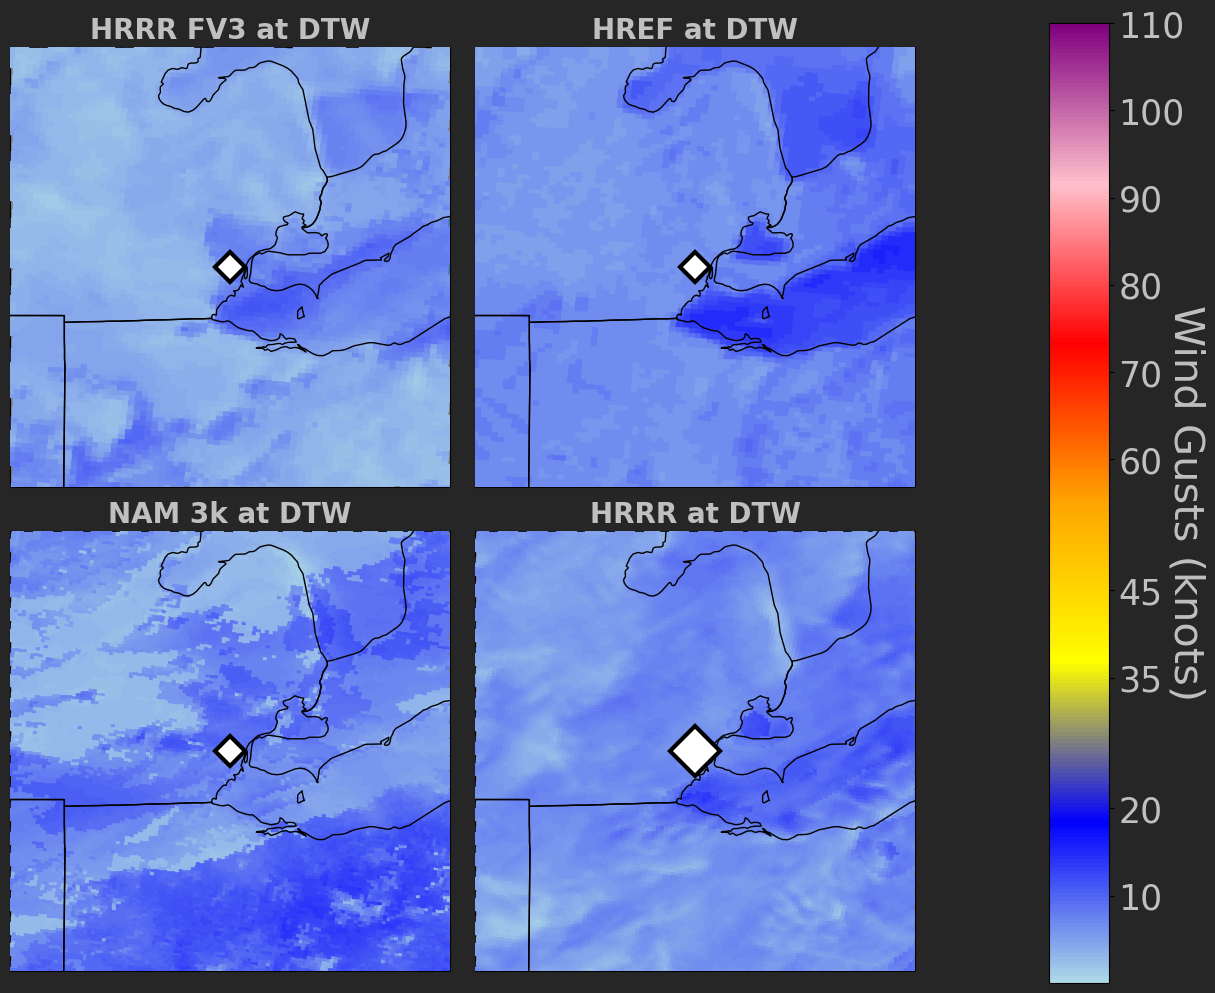 HRRR FV3 at DTW
HREF at DTW
NAM 3k at DTW
HRRR at DTW
110
100
90
80
70
60
45
35
20
10
Wind Gusts (knots)